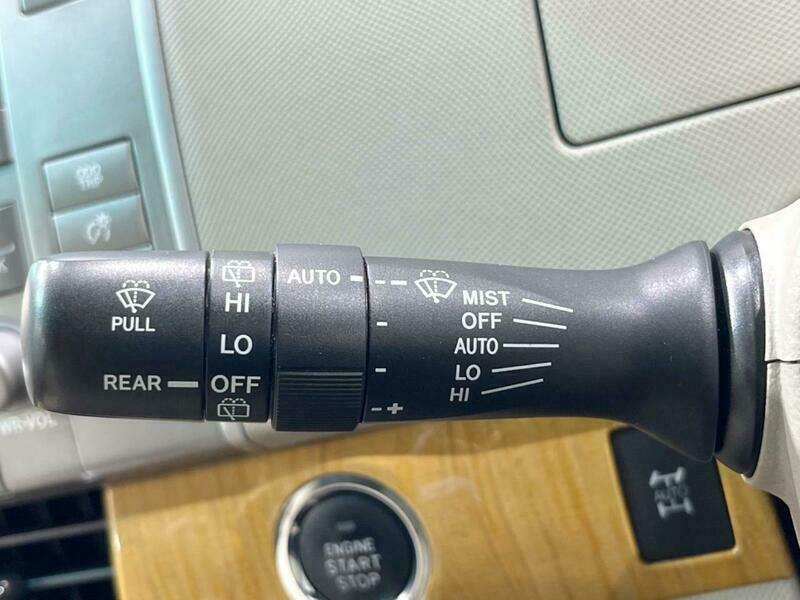 PULL
REAR
HI
LO
OFF
AUTO
- +
MIST
OFF
AUTO
LO
HI
ENGINE
START
STOP
AUTO